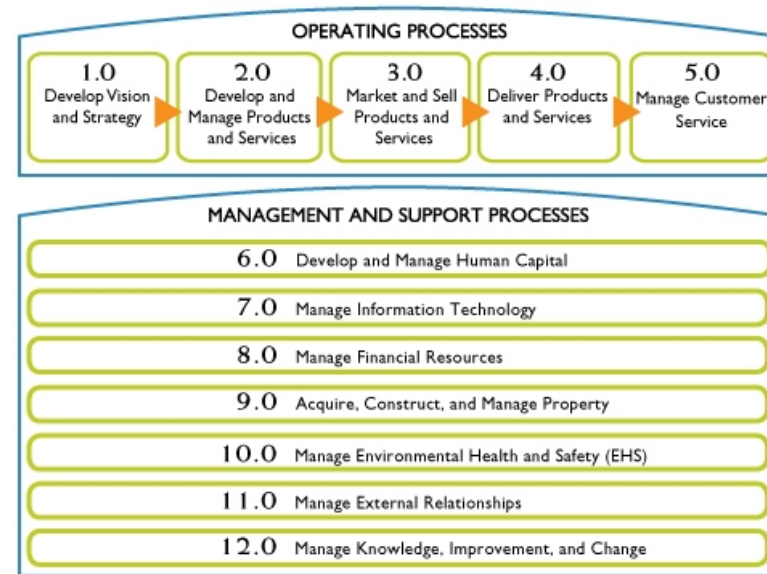 OPERATING PROCESSES
1.0
Develop Vision
and Strategy
2.0
Develop and
Manage Products
and Services
3.0
Market and Sell
Products and
Services
4.0
Deliver Products
and Services
5.0
Manage Customer
Service
MANAGEMENT AND SUPPORT PROCESSES
6.0 Develop and Manage Human Capital
7.0 Manage Information Technology
8.0 Manage Financial Resources
9.0 Acquire, Construct, and Manage Property
10.0 Manage Environmental Health and Safety (EHS)
11.0 Manage External Relationships
12.0 Manage Knowledge, Improvement, and Change